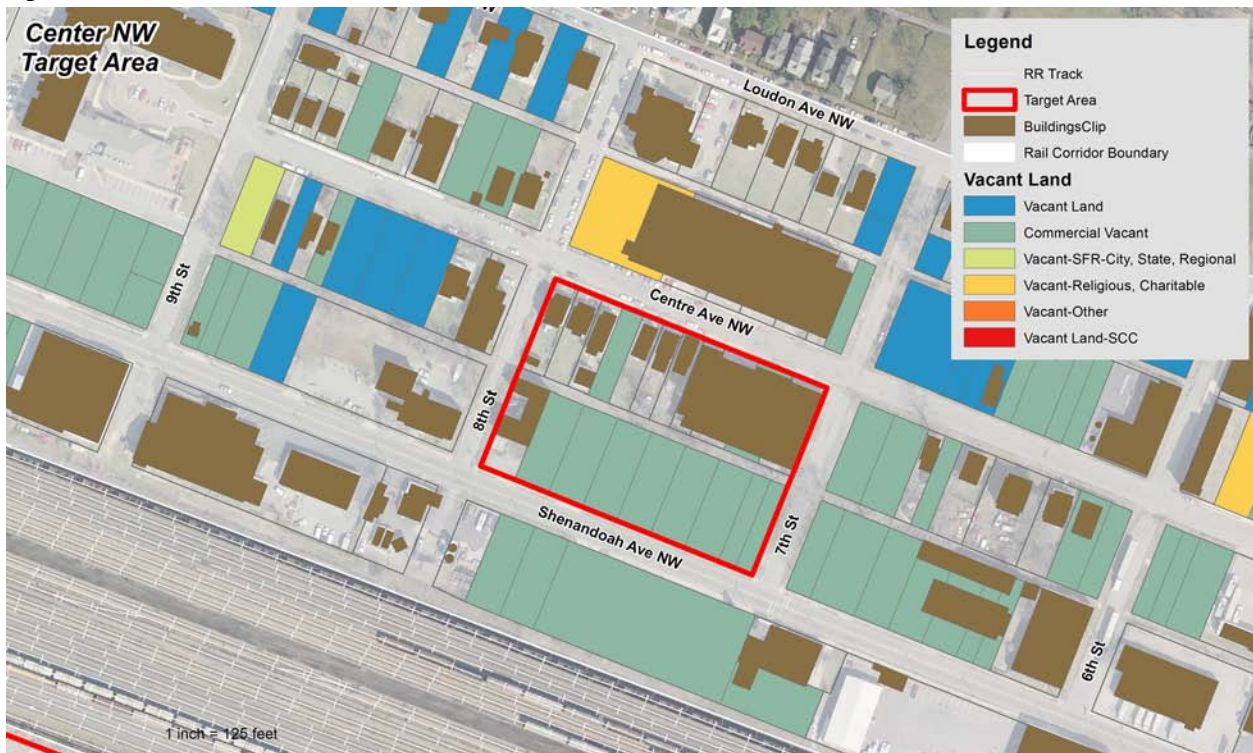 Center NW
Target Area
Legend
RR Track
Target Area
BuildingsClip
Rail Corridor Boundary
Vacant Land
Vacant Land
Commercial Vacant
Vacant-SFR-City, State, Regional
Vacant-Religious, Charitable
Vacant-Other
Vacant Land-SCC
Loudon Ave NW
Centre Ave NW
9th St
8th St
7th St
Shenandoah Ave NW
6th St
1 inch = 125 feet